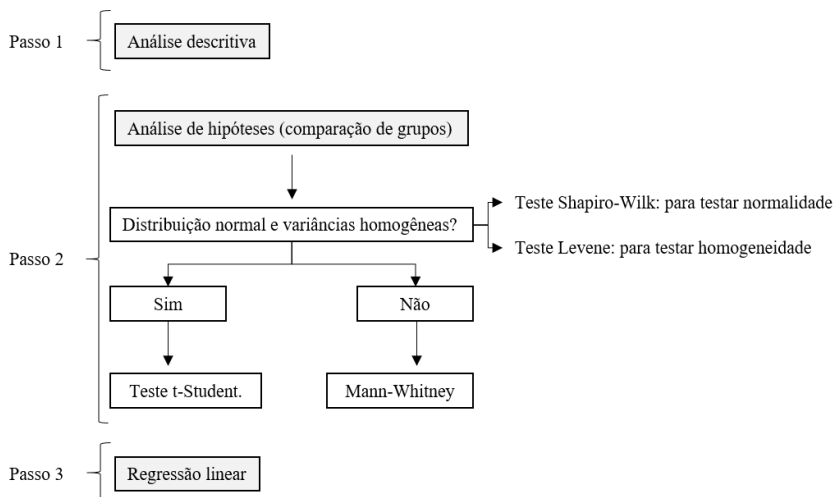 Passo 1
Análise descritiva
Passo 2
Análise de hipóteses (comparação de grupos)
Distribuição normal e variâncias homogêneas?
Teste Shapiro-Wilk: para testar normalidade
Teste Levene: para testar homogeneidade
Sim
Não
Teste t-Student.
Mann-Whitney
Passo 3
Regressão linear